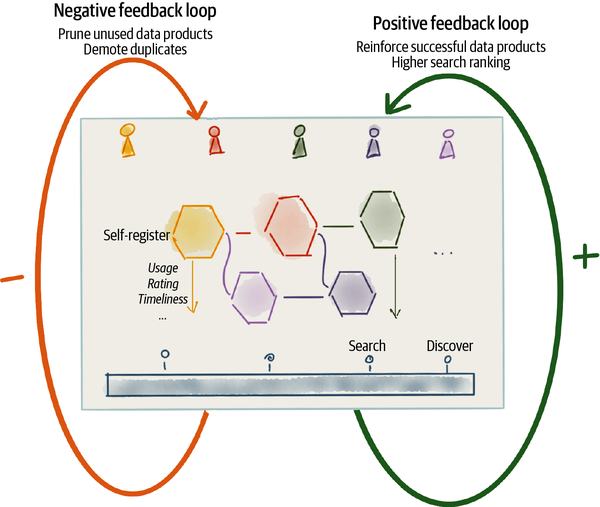 Negative feedback loop
Prune unused data products
Demote duplicates
Positive feedback loop
Reinforce successful data products
Higher search ranking
Self-register
Usage
Rating
Timeliness
...
...
Search
Discover
–
+